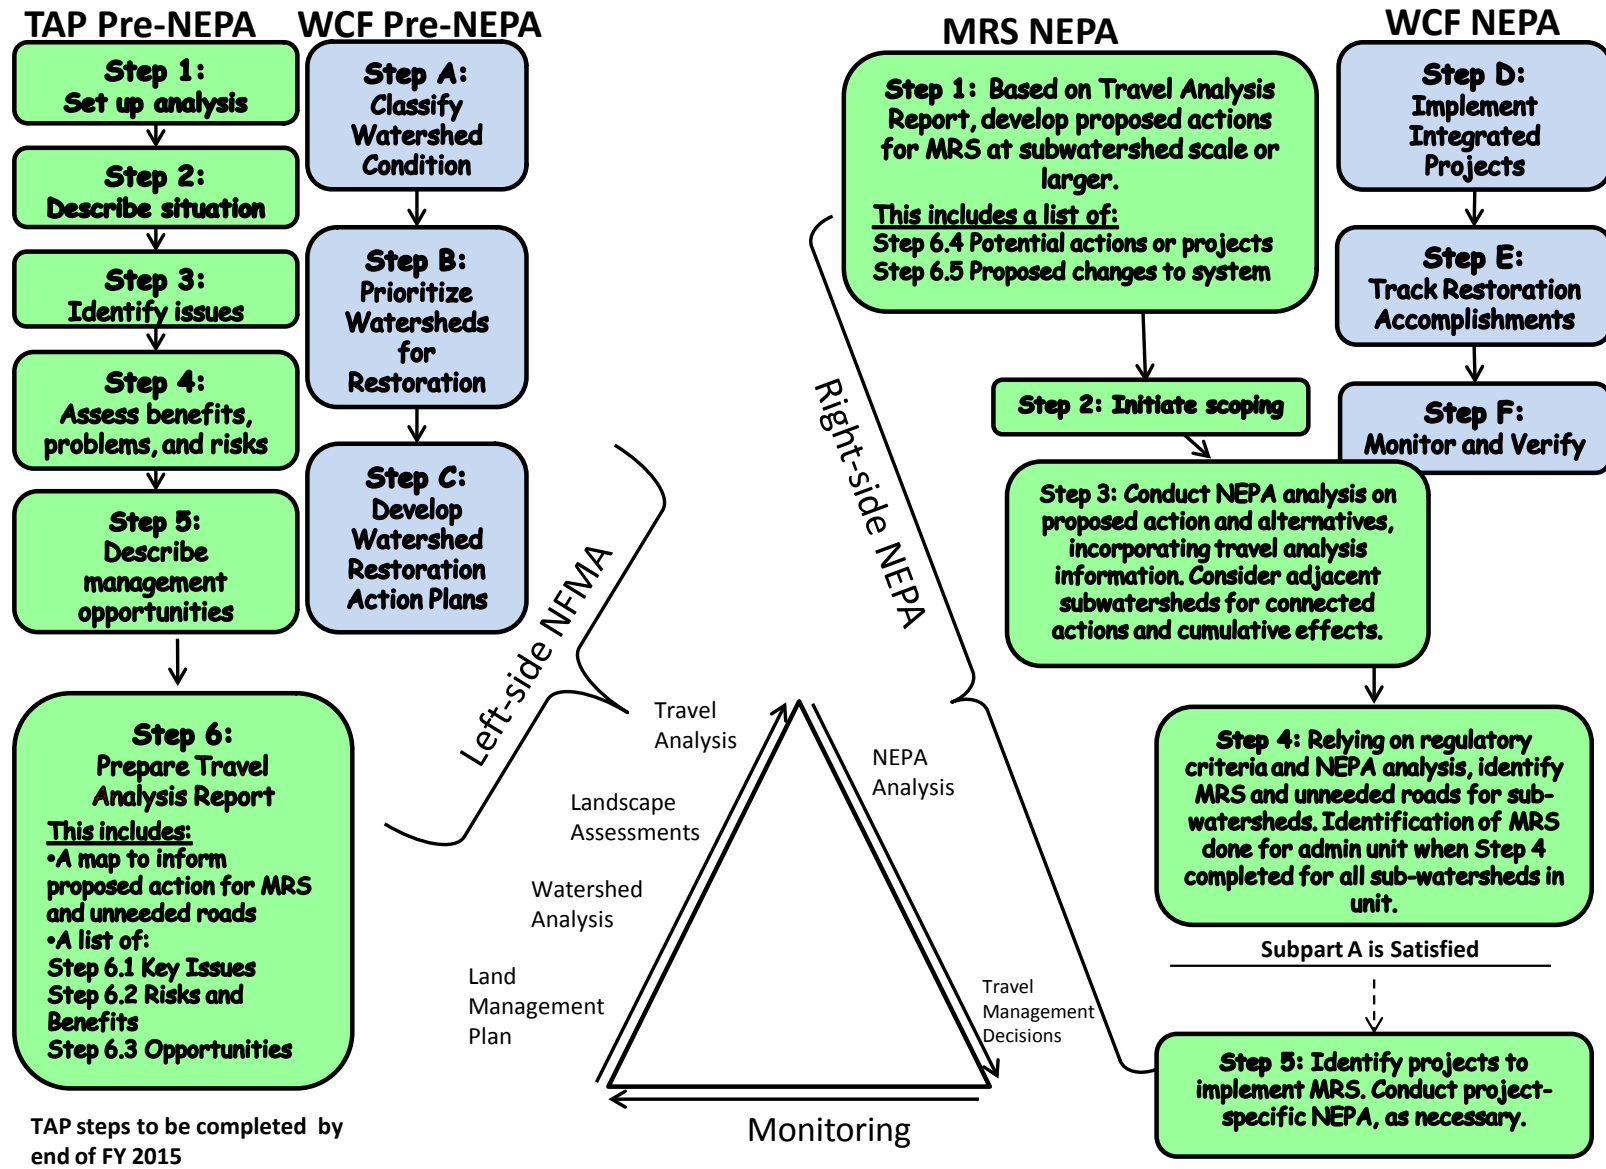 TAP Pre-NEPA
Step 1:
Set up analysis
Step 2:
Describe situation
Step 3:
Identify issues
Step 4:
Assess benefits,
problems, and risks
Step 5:
Describe
management
opportunities
Step 6:
Prepare Travel
Analysis Report
This includes:
•A map to inform
proposed action for MRS
and unneeded roads
•A list of:
Step 6.1 Key Issues
Step 6.2 Risks and
Benefits
Step 6.3 Opportunities
TAP steps to be completed by
end of FY 2015
WCF Pre-NEPA
Step A:
Classify
Watershed
Condition
Step B:
Prioritize
Watersheds
for
Restoration
Step C:
Develop
Watershed
Restoration
Action Plans
Left-side NFMA
Travel
Analysis
Landscape
Assessments
Watershed
Analysis
Land
Management
Plan
NEPA
Analysis
Travel
Management
Decisions
Monitoring
Right-side NEPA
MRS NEPA
Step 1: Based on Travel Analysis
Report, develop proposed actions
for MRS at subwatershed scale or
larger.
This includes a list of:
Step 6.4 Potential actions or projects
Step 6.5 Proposed changes to system
Step 2: Initiate scoping
Step 3: Conduct NEPA analysis on
proposed action and alternatives,
incorporating travel analysis
information. Consider adjacent
subwatersheds for connected
actions and cumulative effects.
Step 4: Relying on regulatory
criteria and NEPA analysis, identify
MRS and unneeded roads for sub-
watersheds. Identification of MRS
done for admin unit when Step 4
completed for all sub-watersheds in
unit.
Subpart A is Satisfied
Step 5: Identify projects to
implement MRS. Conduct project-
specific NEPA, as necessary.
WCF NEPA
Step D:
Implement
Integrated
Projects
Step E:
Track Restoration
Accomplishments
Step F:
Monitor and Verify